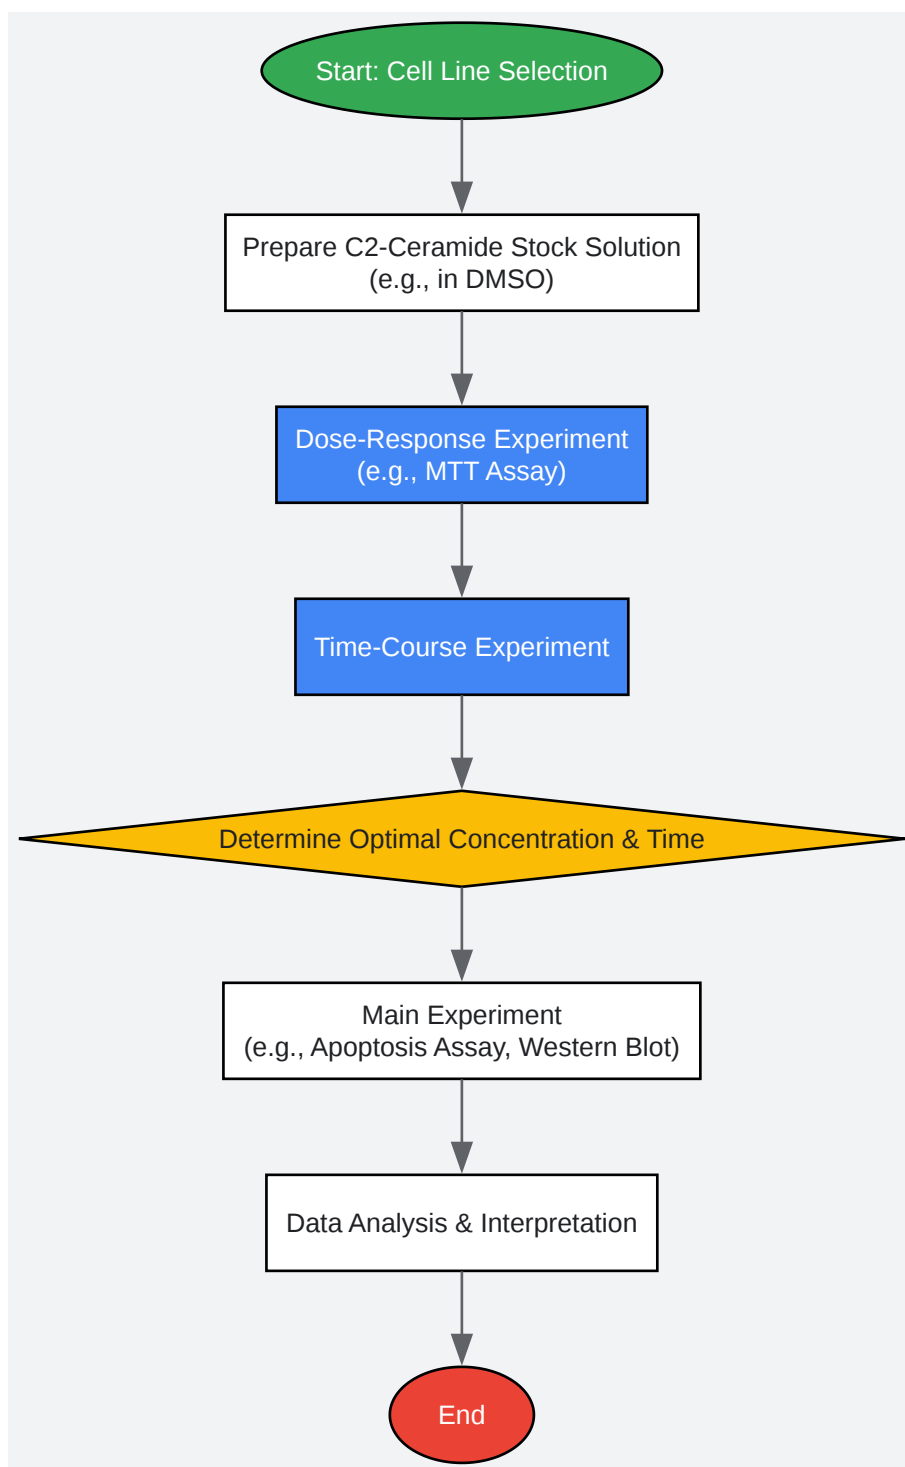 Start: Cell Line Selection
Prepare C2-Ceramide Stock Solution
(e.g., in DMSO)
Dose-Response Experiment
(e.g., MTT Assay)
Time-Course Experiment
Determine Optimal Concentration & Time
Main Experiment
(e.g., Apoptosis Assay, Western Blot)
Data Analysis & Interpretation
End